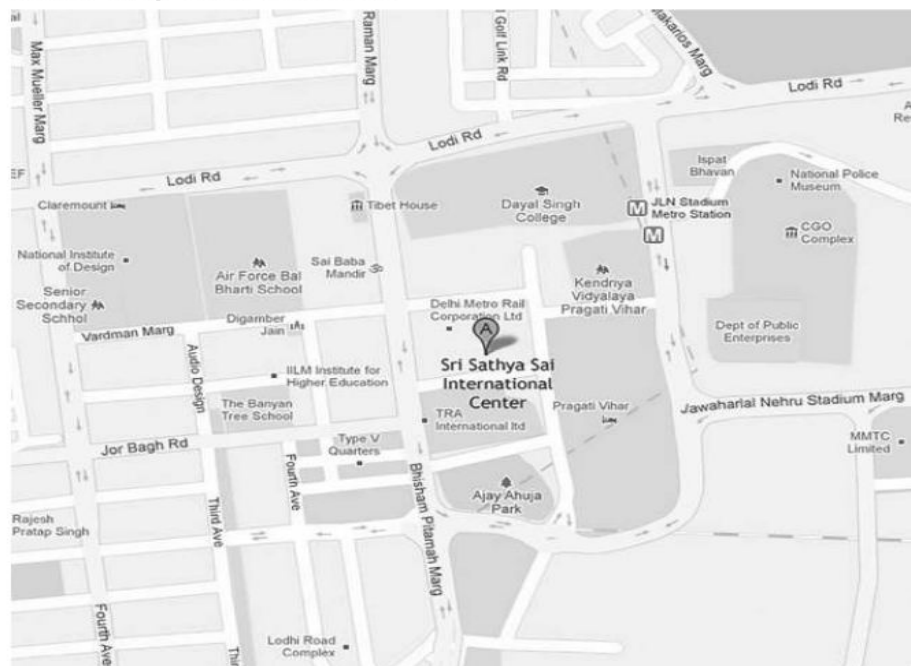 Max Mueller Marg
Raman Marg
Golf Link Rd
Makarios Marg
Lodi Rd
Lodi Rd
Lodi Rd
EF
Claremount
Tibet House
Dayal Singh
College
Ispat
Bhavan
National Police
Museum
JLN Stadium
Metro Station
M
M
CGO
Complex
National Institute
of Design
Air Force Bal
Bharti School
Sai Baba
Mandir
Kendriya
Vidyalaya
Pragati Vihar
Senior
Secondary
Schhol
Vardman Marg
Digamber
Jain
Delhi Metro Rail
Corporation Ltd
A
Dept of Public
Enterprises
Sri Sathya Sai
International
Center
Audio Design
IILM Institute for
Higher Education
The Banyan
Tree School
TRA
International ltd
Pragati Vihar
Jawaharlal Nehru Stadium Marg
MMTC
Limited
Jor Bagh Rd
Type V
Quarters
Fourth Ave
Bhisham Pitamah Marg
Ajay Ahuja
Park
Third Ave
Rajesh
Pratap Singh
Fourth Ave
Lodhi Road
Complex